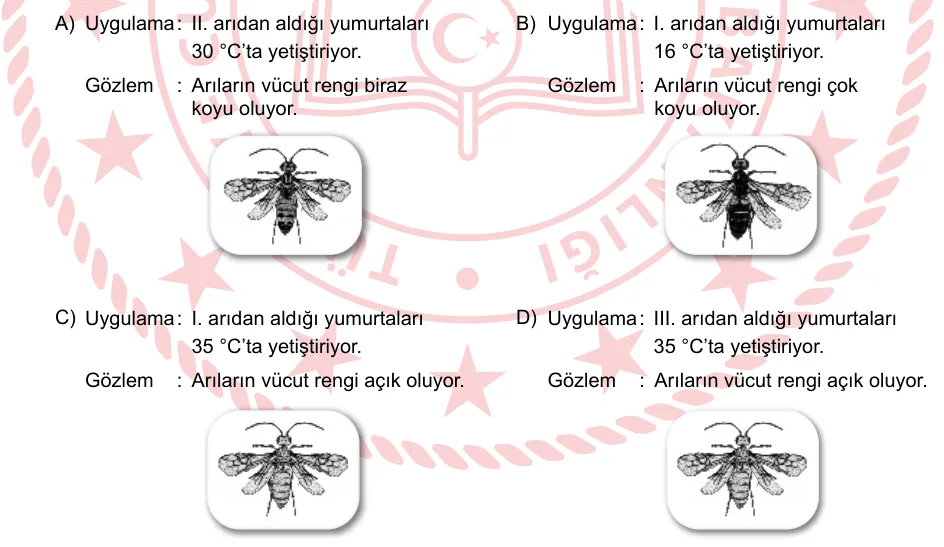 A) Uygulama : II. arıdan aldığı yumurtaları
30 °C’ta yetiştiriyor.
Gözlem : Arıların vücut rengi biraz
koyu oluyor.
B) Uygulama : I. arıdan aldığı yumurtaları
16 °C’ta yetiştiriyor.
Gözlem : Arıların vücut rengi çok
koyu oluyor.
C) Uygulama : I. arıdan aldığı yumurtaları
35 °C’ta yetiştiriyor.
Gözlem : Arıların vücut rengi açık oluyor.
D) Uygulama : III. arıdan aldığı yumurtaları
35 °C’ta yetiştiriyor.
Gözlem : Arıların vücut rengi açık oluyor.